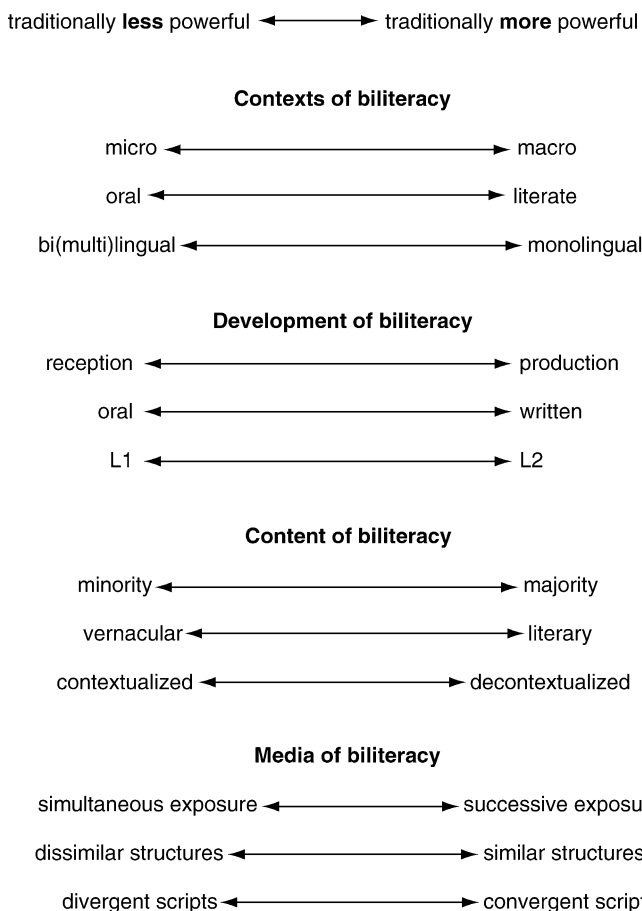 traditionally less powerful traditionally more powerful
Contexts of biliteracy
micro macro
oral literate
bi(multi)lingual monolingual
Development of biliteracy
reception production
oral written
L1 L2
Content of biliteracy
minority majority
vernacular literary
contextualized decontextualized
Media of biliteracy
simultaneous exposure successive exposu
dissimilar structures similar structures
divergent scripts convergent script